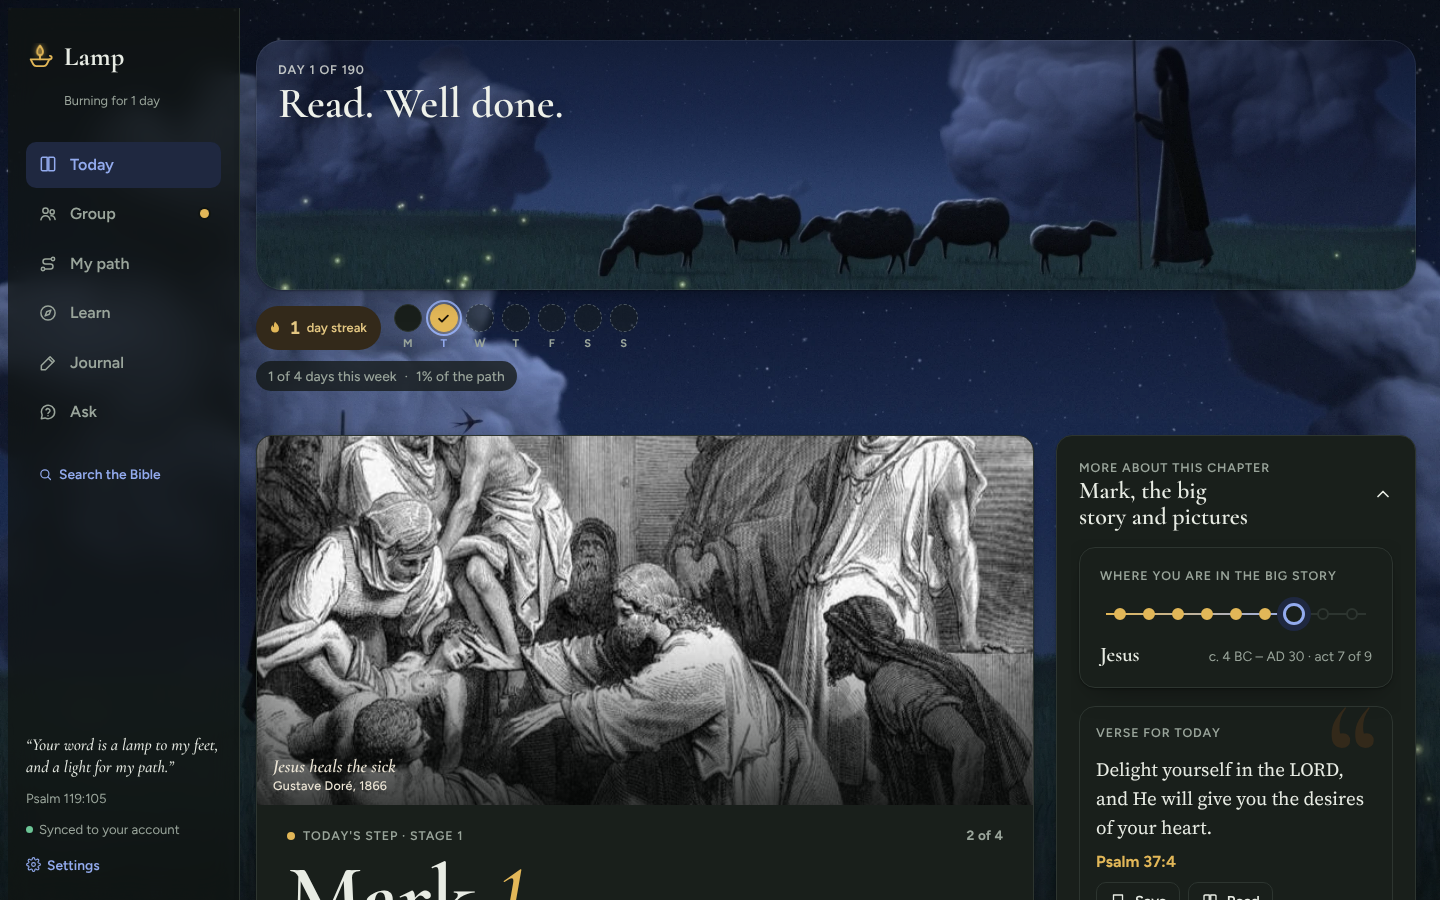 Lamp
Burning for 1 day
Today
Group
My path
Learn
Journal
Ask
Search the Bible
“Your word is a lamp to my feet,
and a light for my path.”
Psalm 119:105
Synced to your account
Settings
DAY 1 OF 190
Read. Well done.
1 day streak
M T W T F S S
1 of 4 days this week · 1% of the path
Jesus heals the sick
Gustave Doré, 1866
TODAY'S STEP · STAGE 1
2 of 4
Mark 1
MORE ABOUT THIS CHAPTER
Mark, the big
story and pictures
WHERE YOU ARE IN THE BIG STORY
Jesus
c. 4 BC – AD 30 · act 7 of 9
VERSE FOR TODAY
Delight yourself in the LORD,
and He will give you the desires
of your heart.
Psalm 37:4
Save
Read